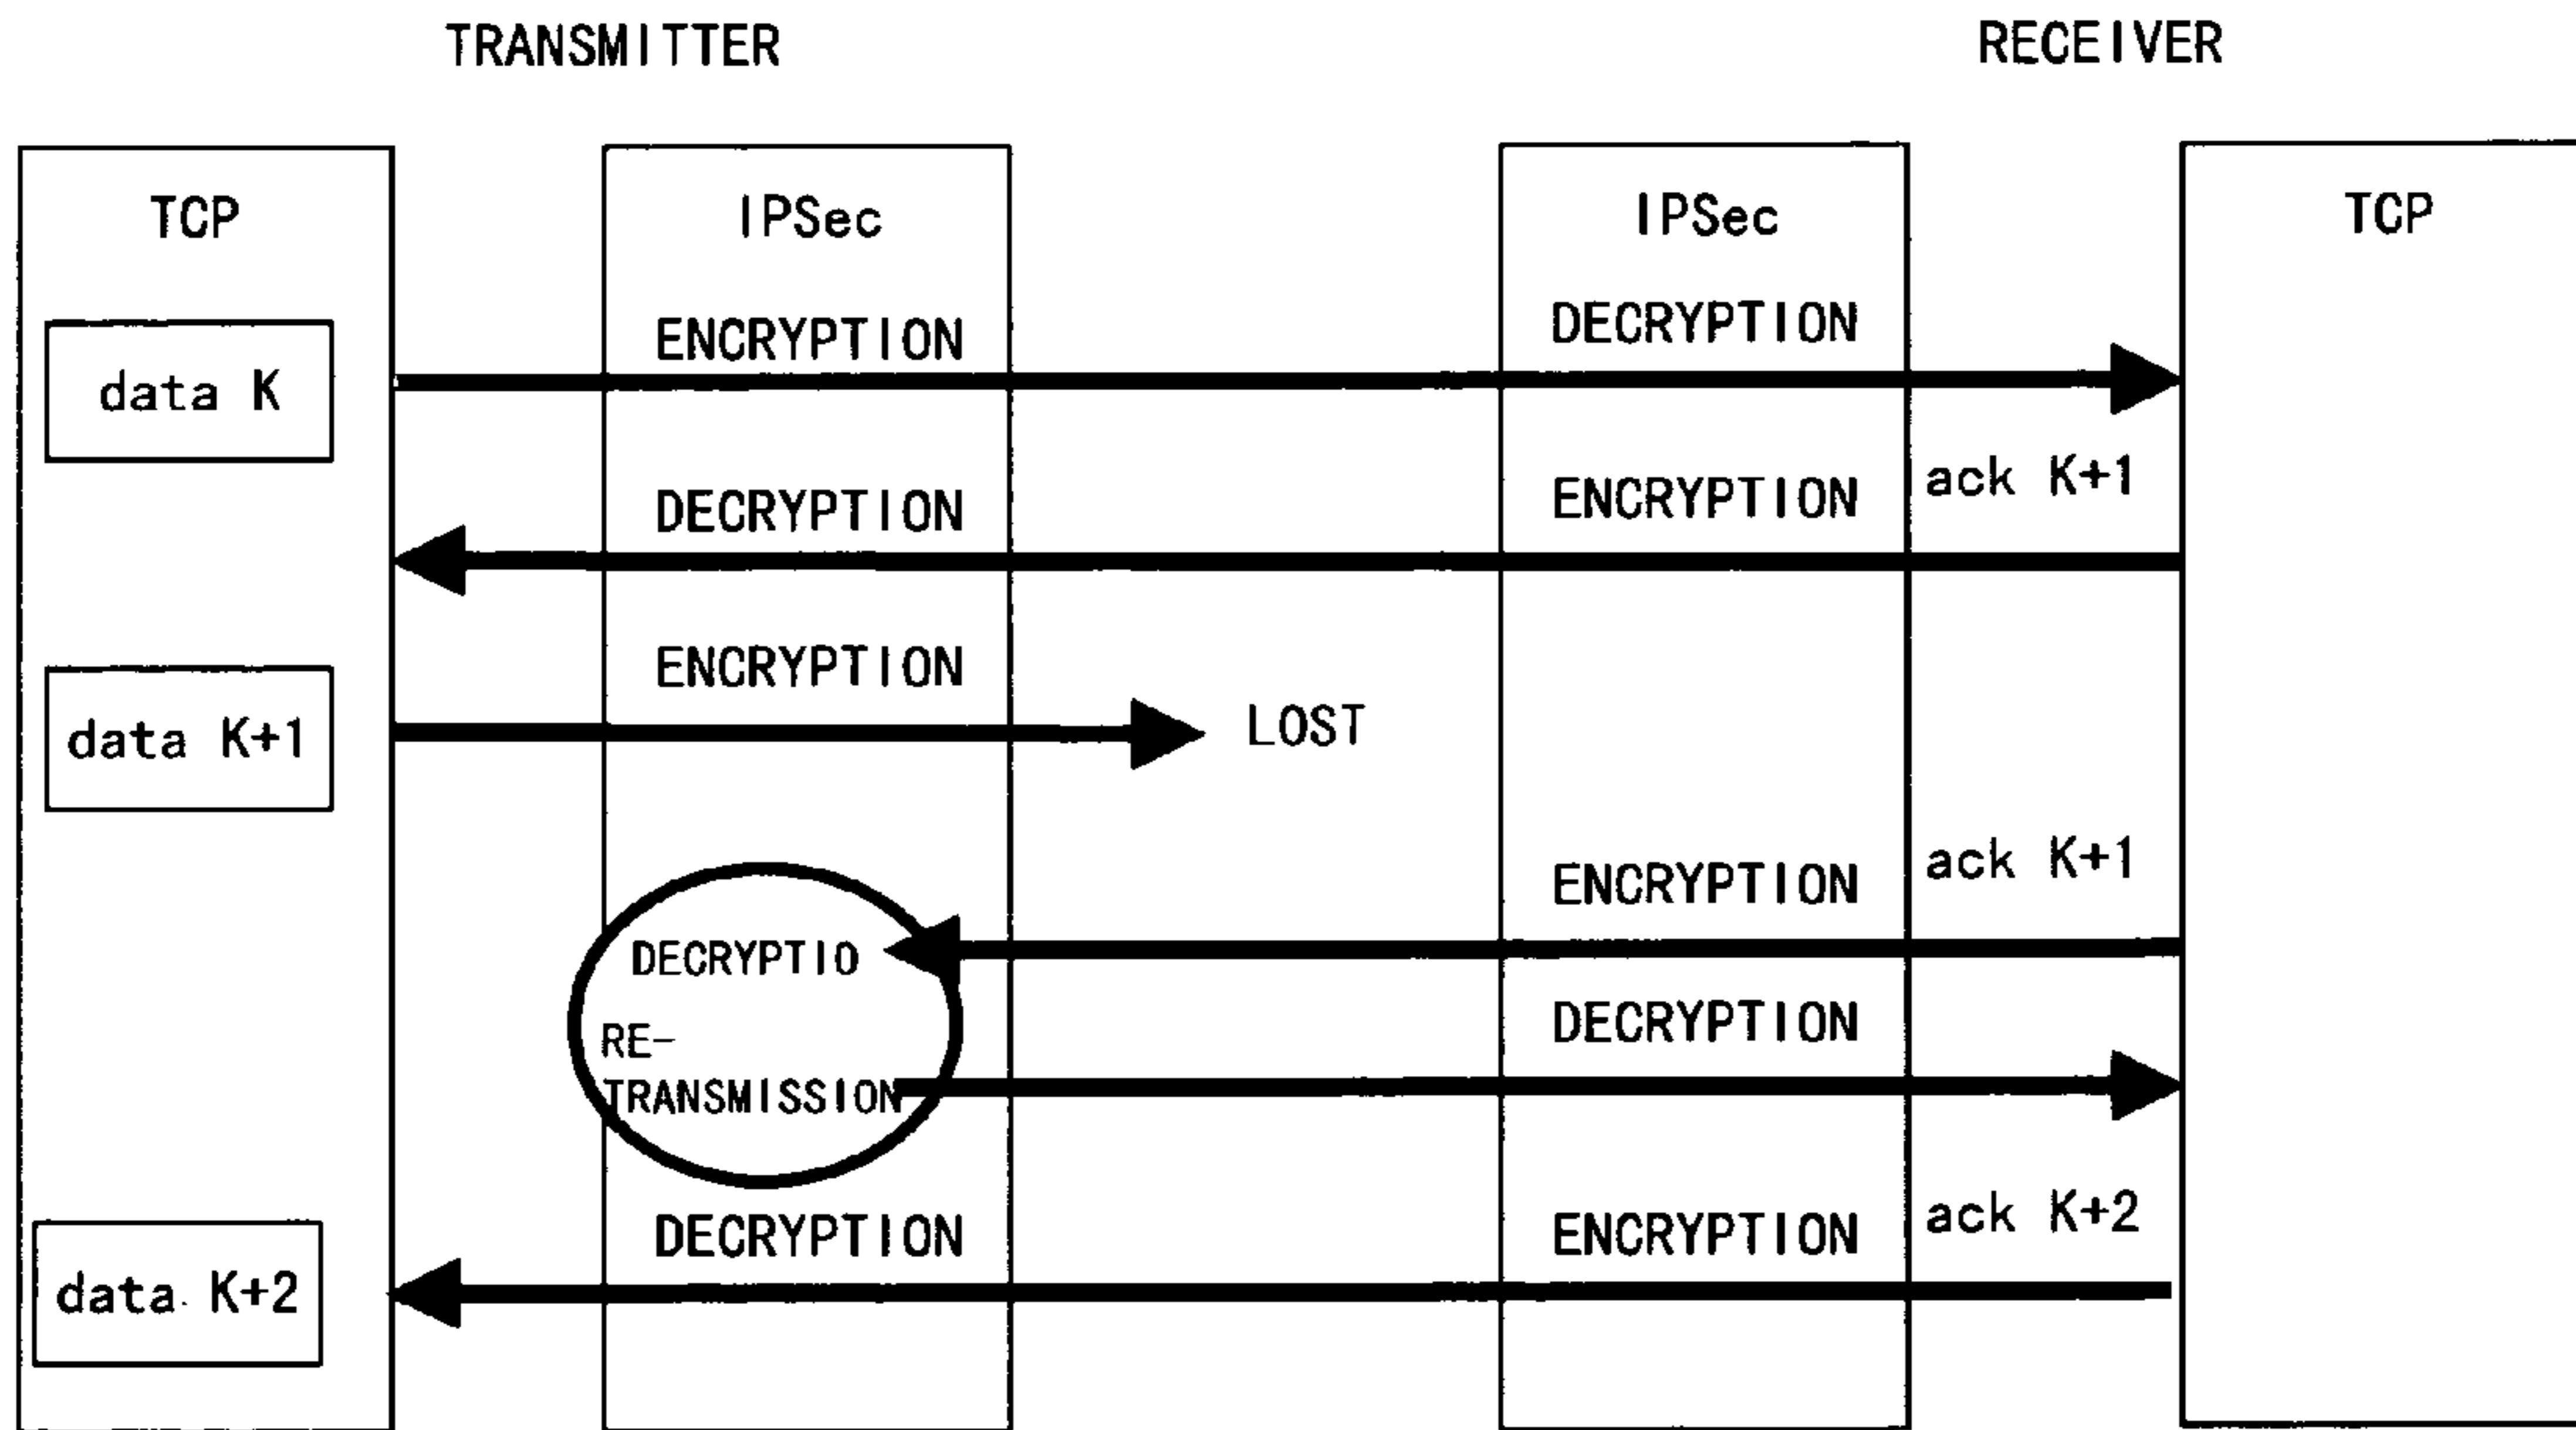 TRANSMITTER RECEIVER
TCP IPSec IPSec TCP
ENCRYPTION DECRYPTION
data K
DECRYPTION ENCRYPTION ack K+1
ENCRYPTION
data K+1 LOST
ENCRYPTION ack K+1
DECRYPTIO
RE- DECRYPTION
TRANSMISSION
DECRYPTION ENCRYPTION ack K+2
data K+2